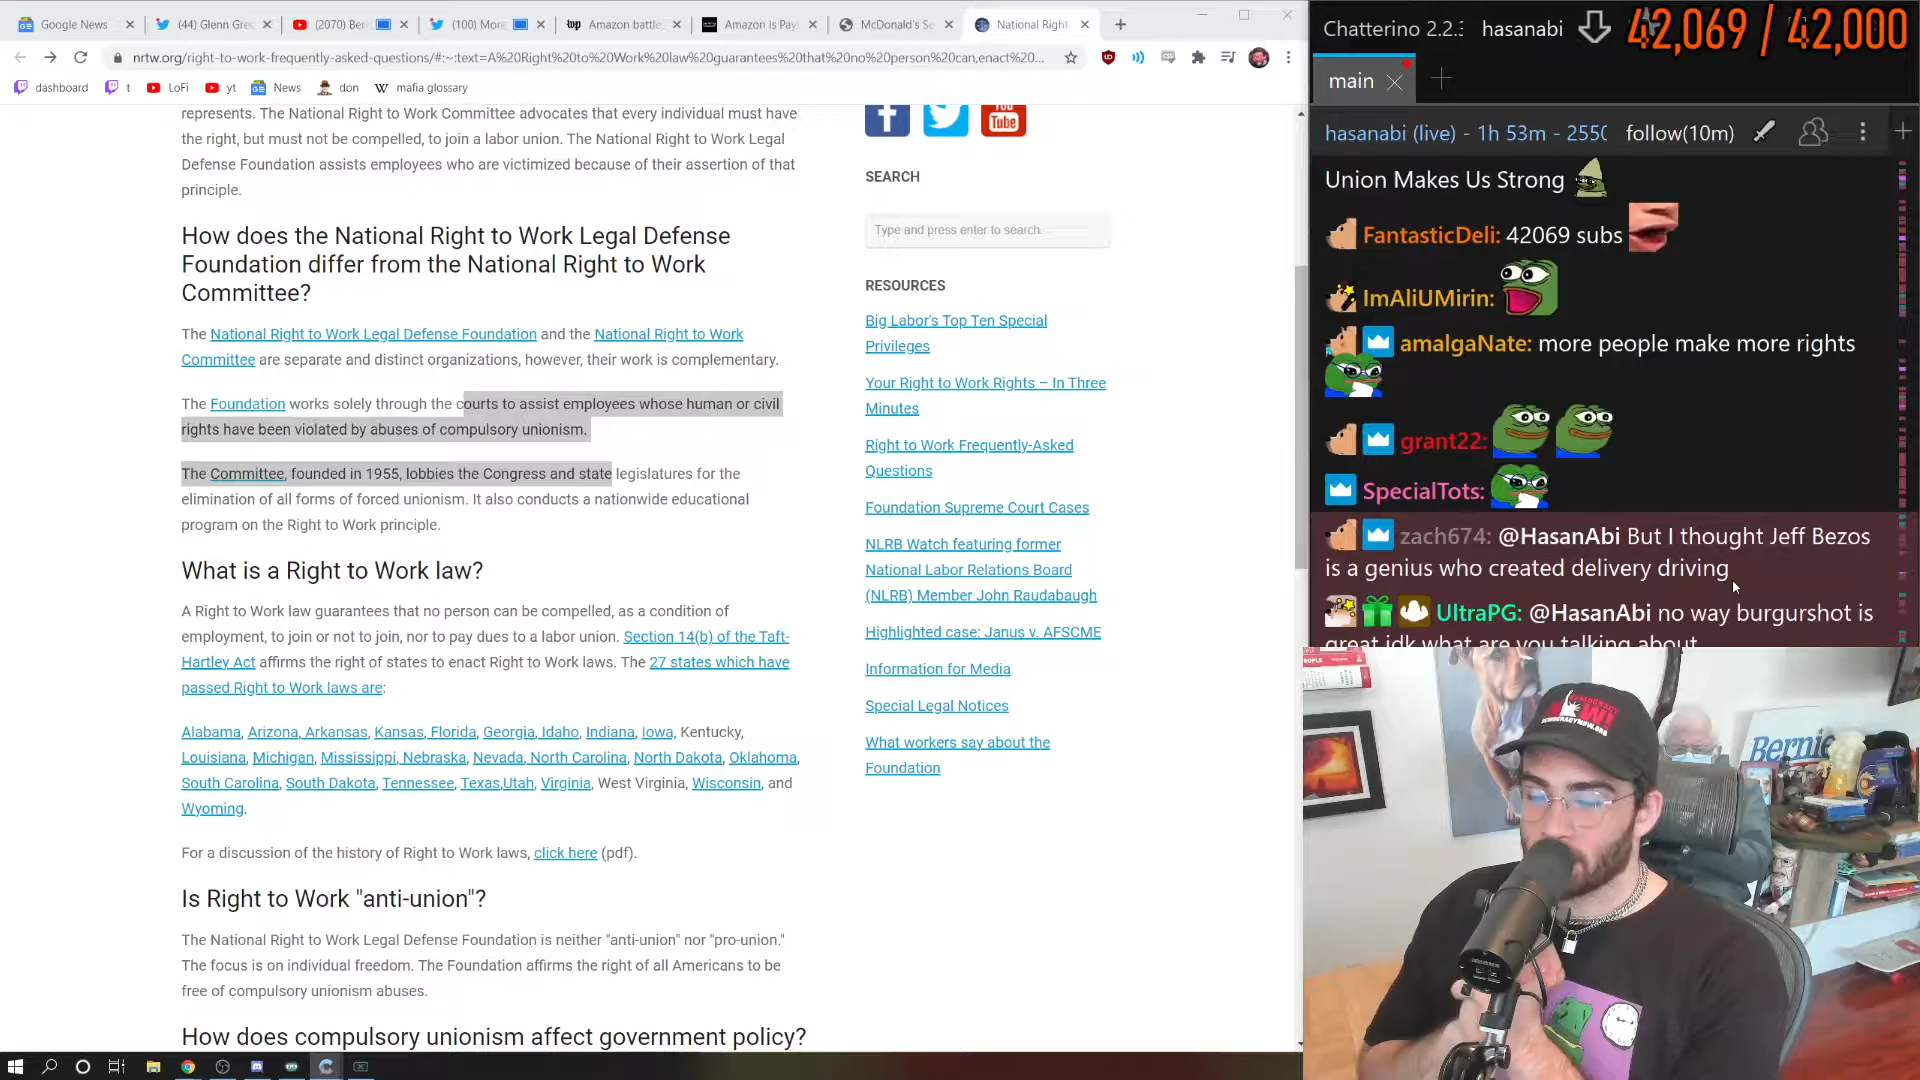 Google News
(44) Glenn Gre
(2070) Ber
(100) More
Amazon battle
Amazon Is Pay
McDonald's Se
National Right
nrtw.org/right-to-work-frequently-asked-questions/#:~:text=A%20Right%20to%20Work%20law%20guarantees%20that%20no%20person%20can,enact%20...
dashboard
t
LoFi
yt
News
don
mafia glossary
represents. The National Right to Work Committee advocates that every individual must have
the right, but must not be compelled, to join a labor union. The National Right to Work Legal
Defense Foundation assists employees who are victimized because of their assertion of that
principle.
How does the National Right to Work Legal Defense
Foundation differ from the National Right to Work
Committee?
The National Right to Work Legal Defense Foundation and the National Right to Work
Committee are separate and distinct organizations, however, their work is complementary.
The Foundation works solely through the courts to assist employees whose human or civil
rights have been violated by abuses of compulsory unionism.
The Committee, founded in 1955, lobbies the Congress and state legislatures for the
elimination of all forms of forced unionism. It also conducts a nationwide educational
program on the Right to Work principle.
What is a Right to Work law?
A Right to Work law guarantees that no person can be compelled, as a condition of
employment, to join or not to join, nor to pay dues to a labor union. Section 14(b) of the Taft-
Hartley Act affirms the right of states to enact Right to Work laws. The 27 states which have
passed Right to Work laws are:
Alabama, Arizona, Arkansas, Kansas, Florida, Georgia, Idaho, Indiana, Iowa, Kentucky,
Louisiana, Michigan, Mississippi, Nebraska, Nevada, North Carolina, North Dakota, Oklahoma,
South Carolina, South Dakota, Tennessee, Texas,Utah, Virginia, West Virginia, Wisconsin, and
Wyoming.
For a discussion of the history of Right to Work laws, click here (pdf).
Is Right to Work "anti-union"?
The National Right to Work Legal Defense Foundation is neither "anti-union" nor "pro-union."
The focus is on individual freedom. The Foundation affirms the right of all Americans to be
free of compulsory unionism abuses.
How does compulsory unionism affect government policy?
You Tube
SEARCH
Type and press enter to search
RESOURCES
Big Labor's Top Ten Special
Privileges
Your Right to Work Rights – In Three
Minutes
Right to Work Frequently-Asked
Questions
Foundation Supreme Court Cases
NLRB Watch featuring former
National Labor Relations Board
(NLRB) Member John Raudabaugh
Highlighted case: Janus v. AFSCME
Information for Media
Special Legal Notices
What workers say about the
Foundation
Chatterino 2.2.
hasanabi
42,069 / 42,000
main
hasanabi (live) - 1h 53m - 2550
follow(10m)
Union Makes Us Strong
FantasticDeli: 42069 subs
ImAliUMirin:
amalgaNate: more people make more rights
grant22:
SpecialTots:
zach674: @HasanAbi But I thought Jeff Bezos
is a genius who created delivery driving
UltraPG: @HasanAbi no way burgurshot is
great idk what are you talking about
DEMOCRACY
NOW!
DEMOCRACYNOW.ORG
Bernie